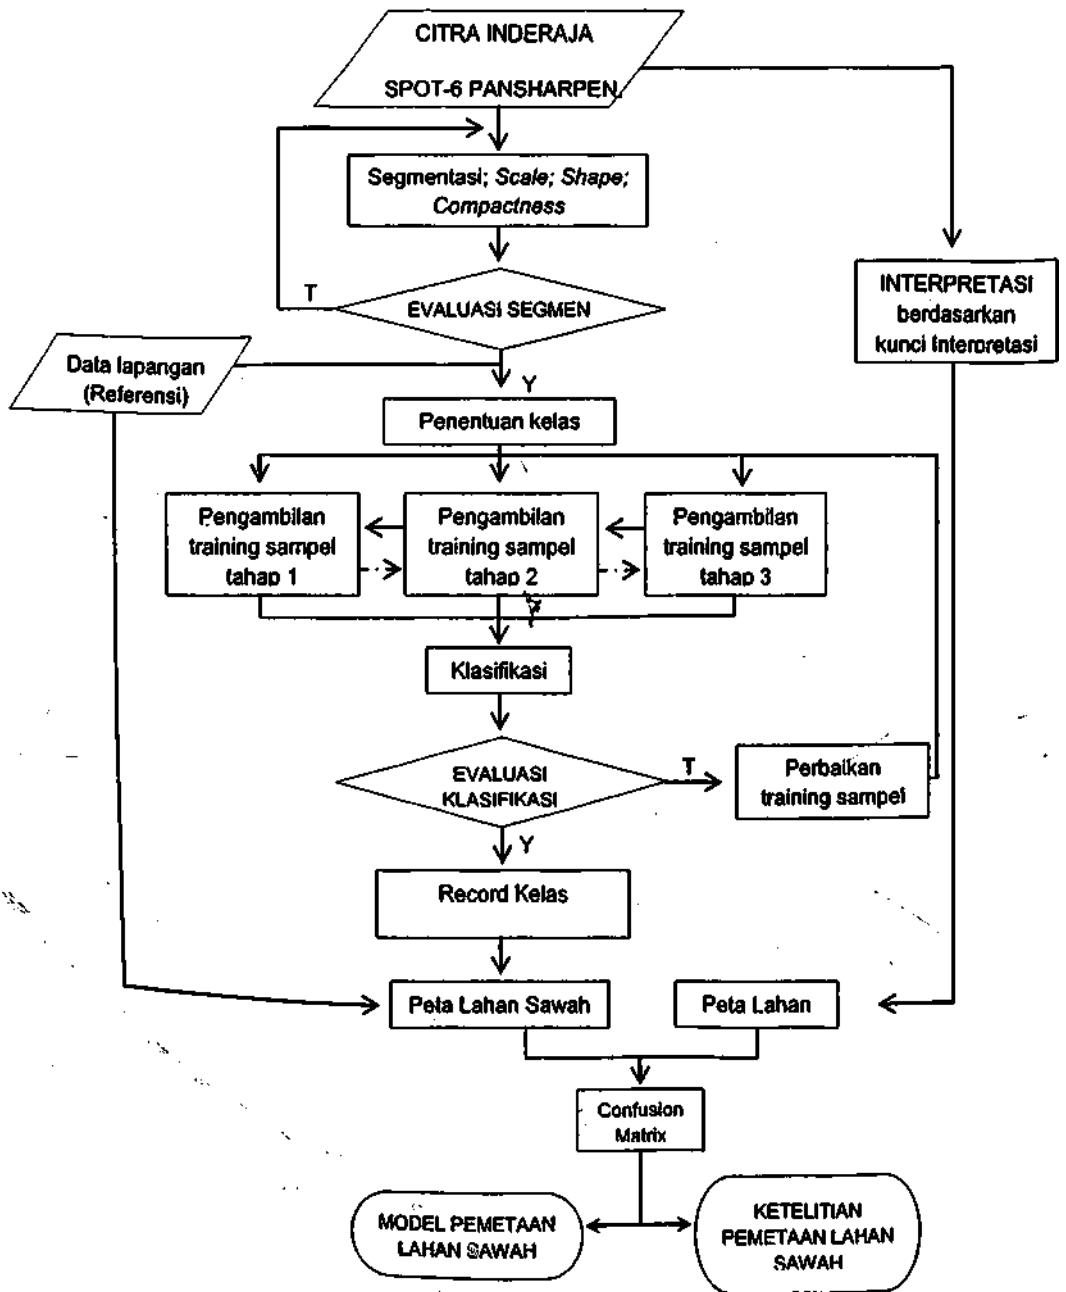 CITRA INDERAJA
SPOT-6 PANSHARPEN
Segmentasi; Scale; Shape;
Compactness
T
EVALUASI SEGMEN
INTERPRETASI
berdasarkan
kunci Interpretasi
Data lapangan
(Referensi)
Y
Penentuan kelas
Pengambilan
training sampel
tahap 1
Pengambilan
training sampel
tahap 2
Pengambilan
training sampel
tahap 3
Klasifikasi
EVALUASI
KLASIFIKASI
T
Perbaikan
training sampel
Y
Record Kelas
Peta Lahan Sawah
Peta Lahan
Confusion
Matrix
MODEL PEMETAAN
LAHAN SAWAH
KETELITIAN
PEMETAAN LAHAN
SAWAH